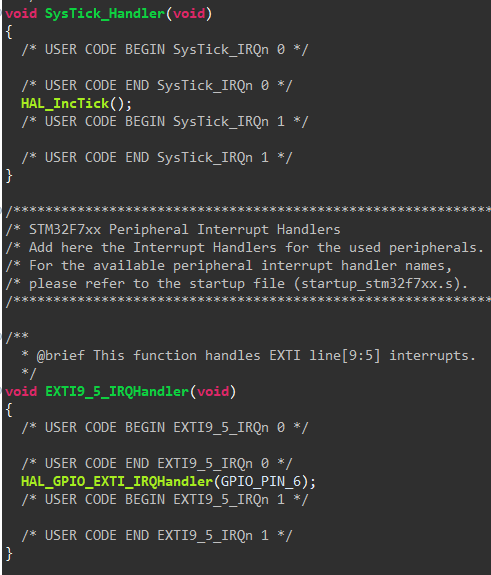 void SysTick_Handler(void)
{
/* USER CODE BEGIN SysTick_IRQn 0 */
/* USER CODE END SysTick_IRQn 0 */
HAL_IncTick();
/* USER CODE BEGIN SysTick_IRQn 1 */
/* USER CODE END SysTick_IRQn 1 */
}
/******************************************************************
/* STM32F7xx Peripheral Interrupt Handlers
/* Add here the Interrupt Handlers for the used peripherals.
/* For the available peripheral interrupt handler names,
/* please refer to the startup file (startup_stm32f7xx.s).
/******************************************************************
/**
* @brief This function handles EXTI line[9:5] interrupts.
*/
void EXTI9_5_IRQHandler(void)
{
/* USER CODE BEGIN EXTI9_5_IRQn 0 */
/* USER CODE END EXTI9_5_IRQn 0 */
HAL_GPIO_EXTI_IRQHandler(GPIO_PIN_6);
/* USER CODE BEGIN EXTI9_5_IRQn 1 */
/* USER CODE END EXTI9_5_IRQn 1 */
}